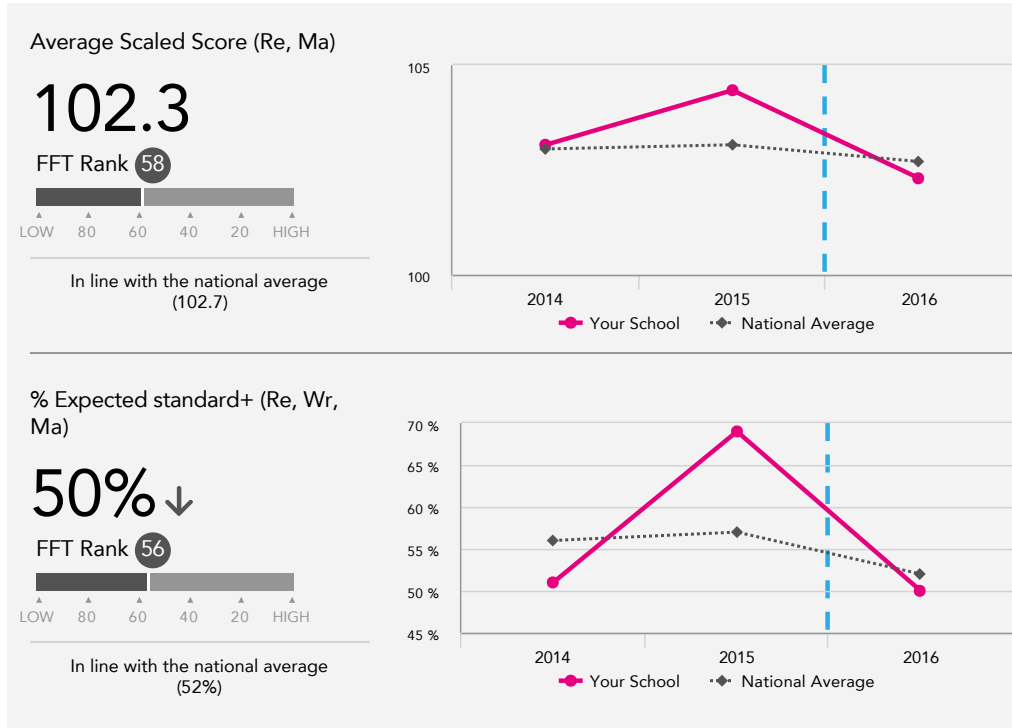 Average Scaled Score (Re, Ma)
102.3
FFT Rank 58
LOW 80 60 40 20 HIGH
In line with the national average
(102.7)
105
100
2014 2015 2016
Your School National Average
% Expected standard+ (Re, Wr,
Ma)
50%
FFT Rank 56
LOW 80 60 40 20 HIGH
In line with the national average
(52%)
70 %
65 %
60 %
55 %
50 %
45 %
2014 2015 2016
Your School National Average